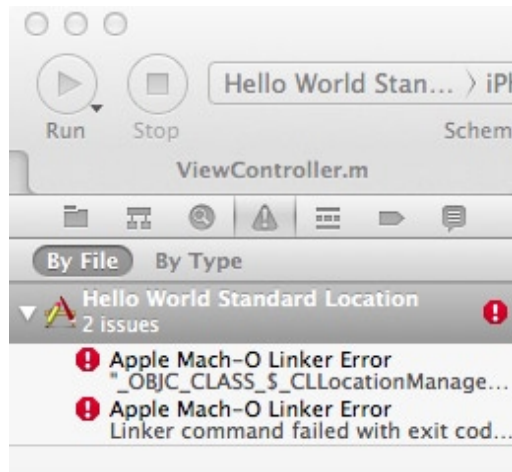 Hello World Stan... › iPh
Run Stop Schem
ViewController.m
By File By Type
Hello World Standard Location
2 issues
Apple Mach-O Linker Error
"_OBJC_CLASS_$_CLLocationManage...
Apple Mach-O Linker Error
Linker command failed with exit cod...